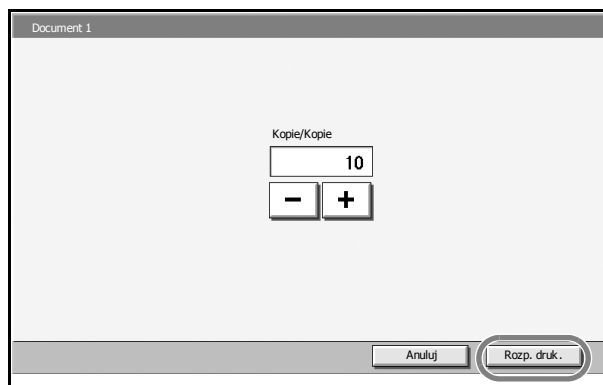 Document 1
Kopie/Kopie
10
− +
Anuluj Rozp. druk.